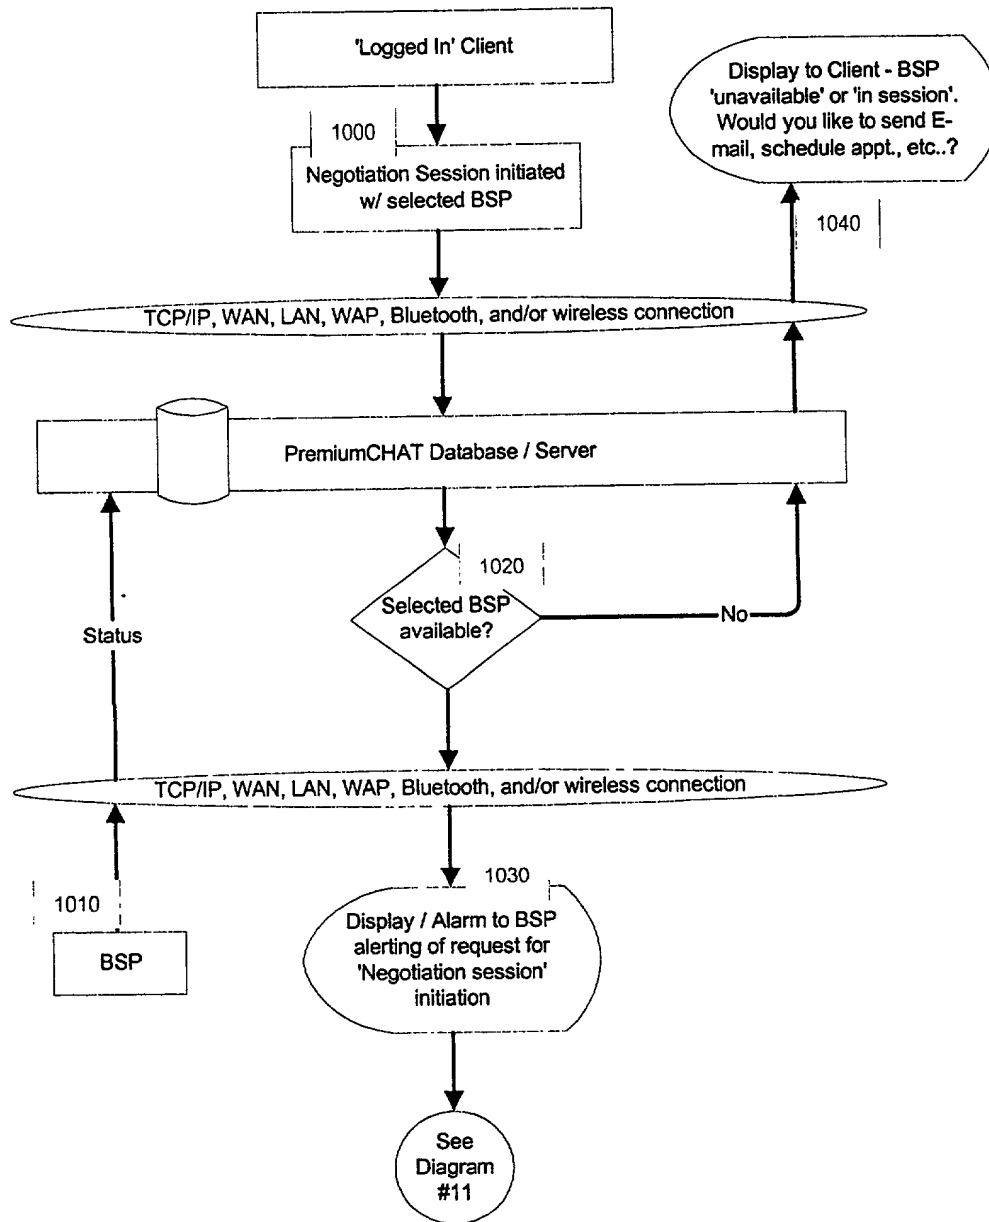 'Logged In' Client
Display to Client - BSP
'unavailable' or 'in session'.
Would you like to send E-
mail, schedule appt., etc..?
1000
Negotiation Session initiated
w/ selected BSP
1040
TCP/IP, WAN, LAN, WAP, Bluetooth, and/or wireless connection
PremiumCHAT Database / Server
1020
Selected BSP
available?
No
Status
TCP/IP, WAN, LAN, WAP, Bluetooth, and/or wireless connection
1010
BSP
1030
Display / Alarm to BSP
alerting of request for
'Negotiation session'
initiation
See
Diagram
#11